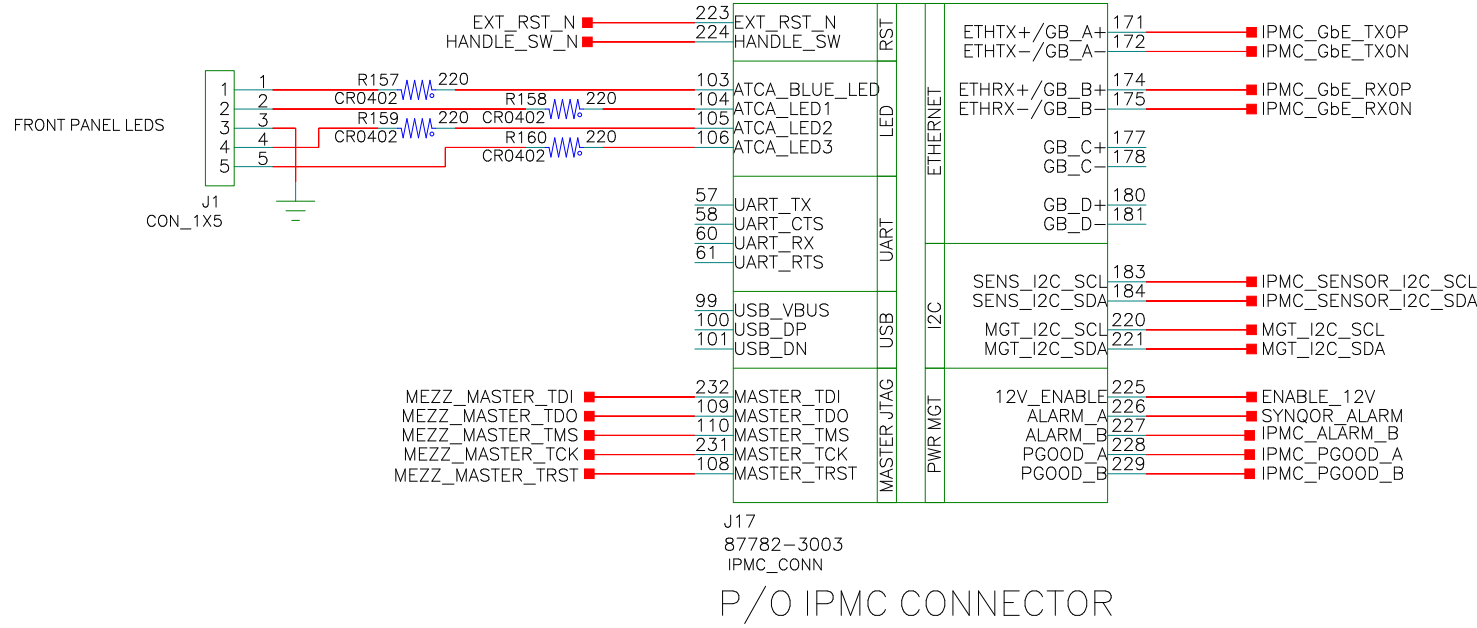 EXT_RST_N 223 EXT_RST_N
HANDLE_SW_N 224 HANDLE_SW
RST
FRONT PANEL LEDS
1 1 R157 220 CR0402 103 ATCA_BLUE_LED
2 2 R158 220 CR0402 104 ATCA_LED1
3 3 R159 220 CR0402 105 ATCA_LED2
4 4 R160 220 CR0402 106 ATCA_LED3
5 5
LED
J1
CON_1X5
57 UART_TX
58 UART_CTS
60 UART_RX
61 UART_RTS
UART
99 USB_VBUS
100 USB_DP
101 USB_DN
USB
MEZZ_MASTER_TDI 232 MASTER_TDI
MEZZ_MASTER_TDO 109 MASTER_TDO
MEZZ_MASTER_TMS 110 MASTER_TMS
MEZZ_MASTER_TCK 231 MASTER_TCK
MEZZ_MASTER_TRST 108 MASTER_TRST
MASTER JTAG
ETHERNET
ETHTX+/GB_A+ 171 IPMC_GbE_TX0P
ETHTX-/GB_A- 172 IPMC_GbE_TX0N
ETHRX+/GB_B+ 174 IPMC_GbE_RX0P
ETHRX-/GB_B- 175 IPMC_GbE_RX0N
GB_C+ 177
GB_C- 178
GB_D+ 180
GB_D- 181
I2C
SENS_I2C_SCL 183 IPMC_SENSOR_I2C_SCL
SENS_I2C_SDA 184 IPMC_SENSOR_I2C_SDA
MGT_I2C_SCL 220 MGT_I2C_SCL
MGT_I2C_SDA 221 MGT_I2C_SDA
PWR MGT
12V_ENABLE 225 ENABLE_12V
ALARM_A 226 SYNQOR_ALARM
ALARM_B 227 IPMC_ALARM_B
PGOOD_A 228 IPMC_PGOOD_A
PGOOD_B 229 IPMC_PGOOD_B
J17
87782-3003
IPMC_CONN
P/O IPMC CONNECTOR